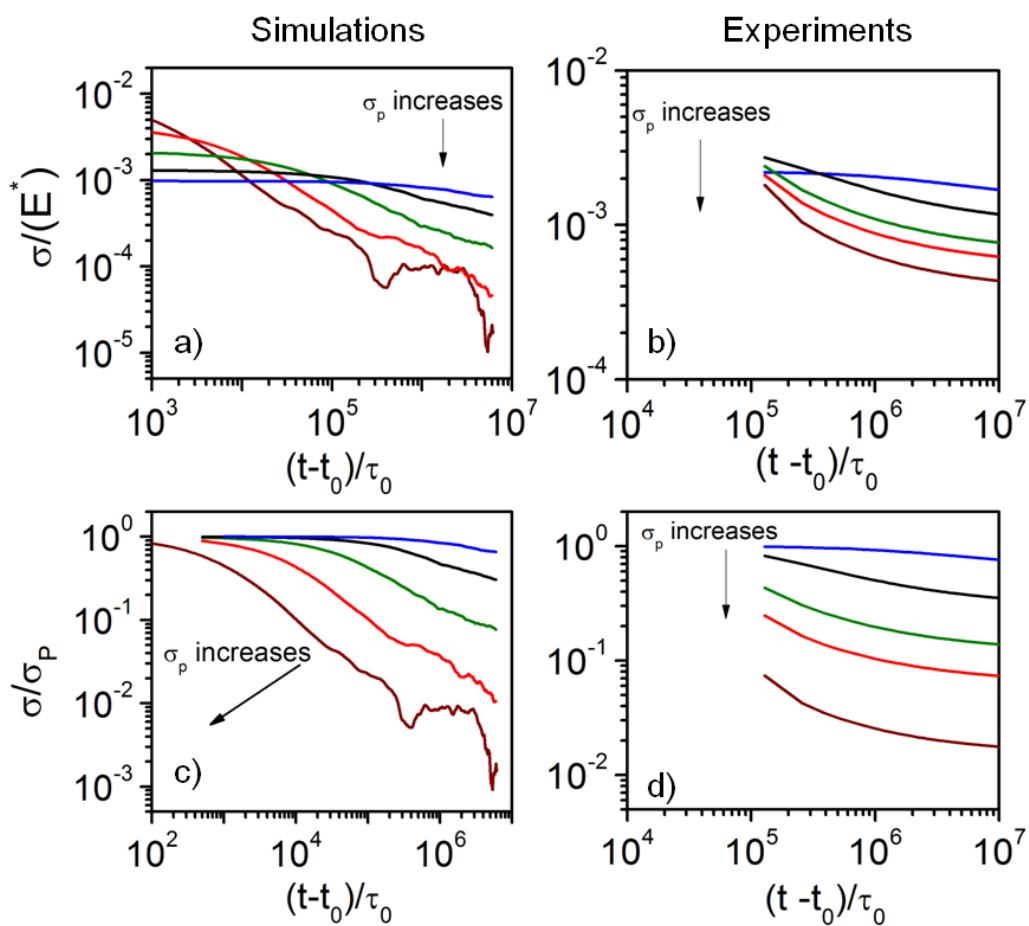 Simulations
Experiments
10⁻²
10⁻³
10⁻⁴
10⁻⁵
σ/(E*)
σₚ increases
a)
10³
10⁵
10⁷
(t-t₀)/τ₀
10⁻²
10⁻³
10⁻⁴
σₚ increases
b)
10⁴
10⁵
10⁶
10⁷
(t -t₀)/τ₀
10⁰
10⁻¹
10⁻²
10⁻³
σ/σ_P
σₚ increases
c)
10²
10⁴
10⁶
(t-t₀)/τ₀
10⁰
10⁻¹
10⁻²
σₚ increases
d)
10⁴
10⁵
10⁶
10⁷
(t -t₀)/τ₀